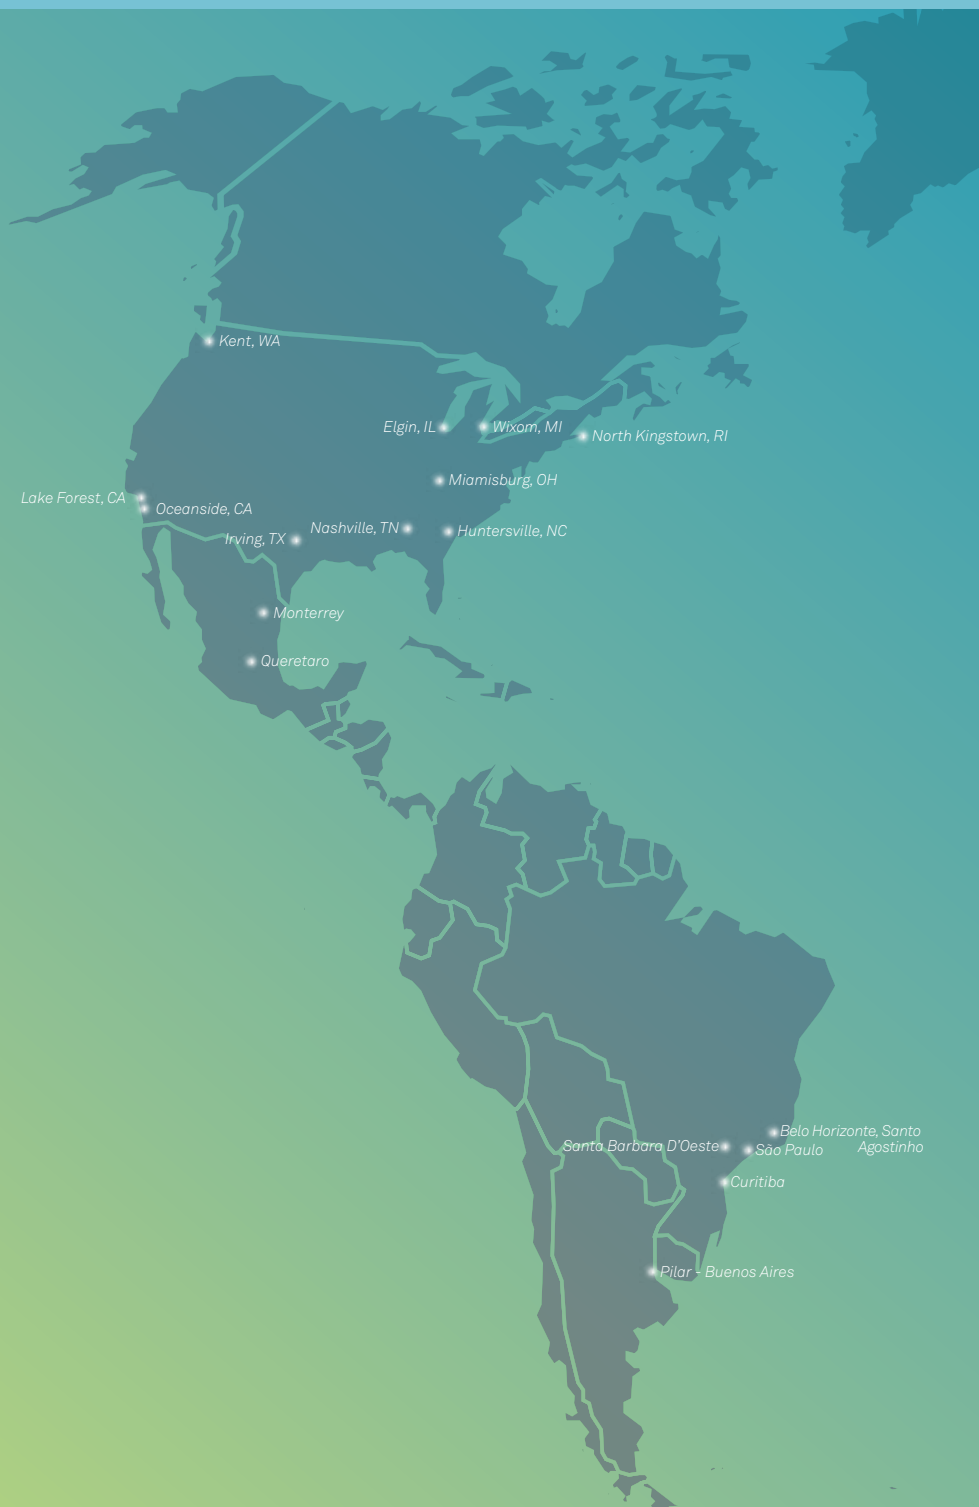 Kent, WA
Elgin, IL
Wixom, MI
North Kingstown, RI
Miamisburg, OH
Lake Forest, CA
Oceanside, CA
Nashville, TN
Huntersville, NC
Irving, TX
Monterrey
Queretaro
Belo Horizonte, Santo
Agostinho
Santa Barbara D'Oeste
São Paulo
Curitiba
Pilar - Buenos Aires